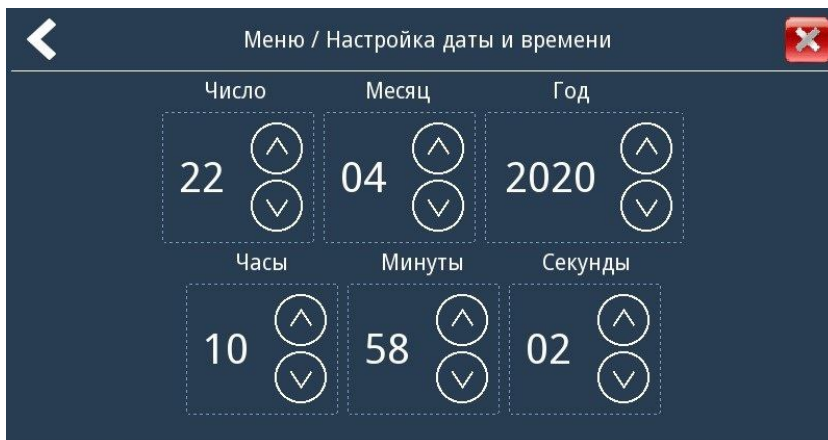 Меню / Настройка даты и времени
Число Месяц Год
22 04 2020
Часы Минуты Секунды
10 58 02